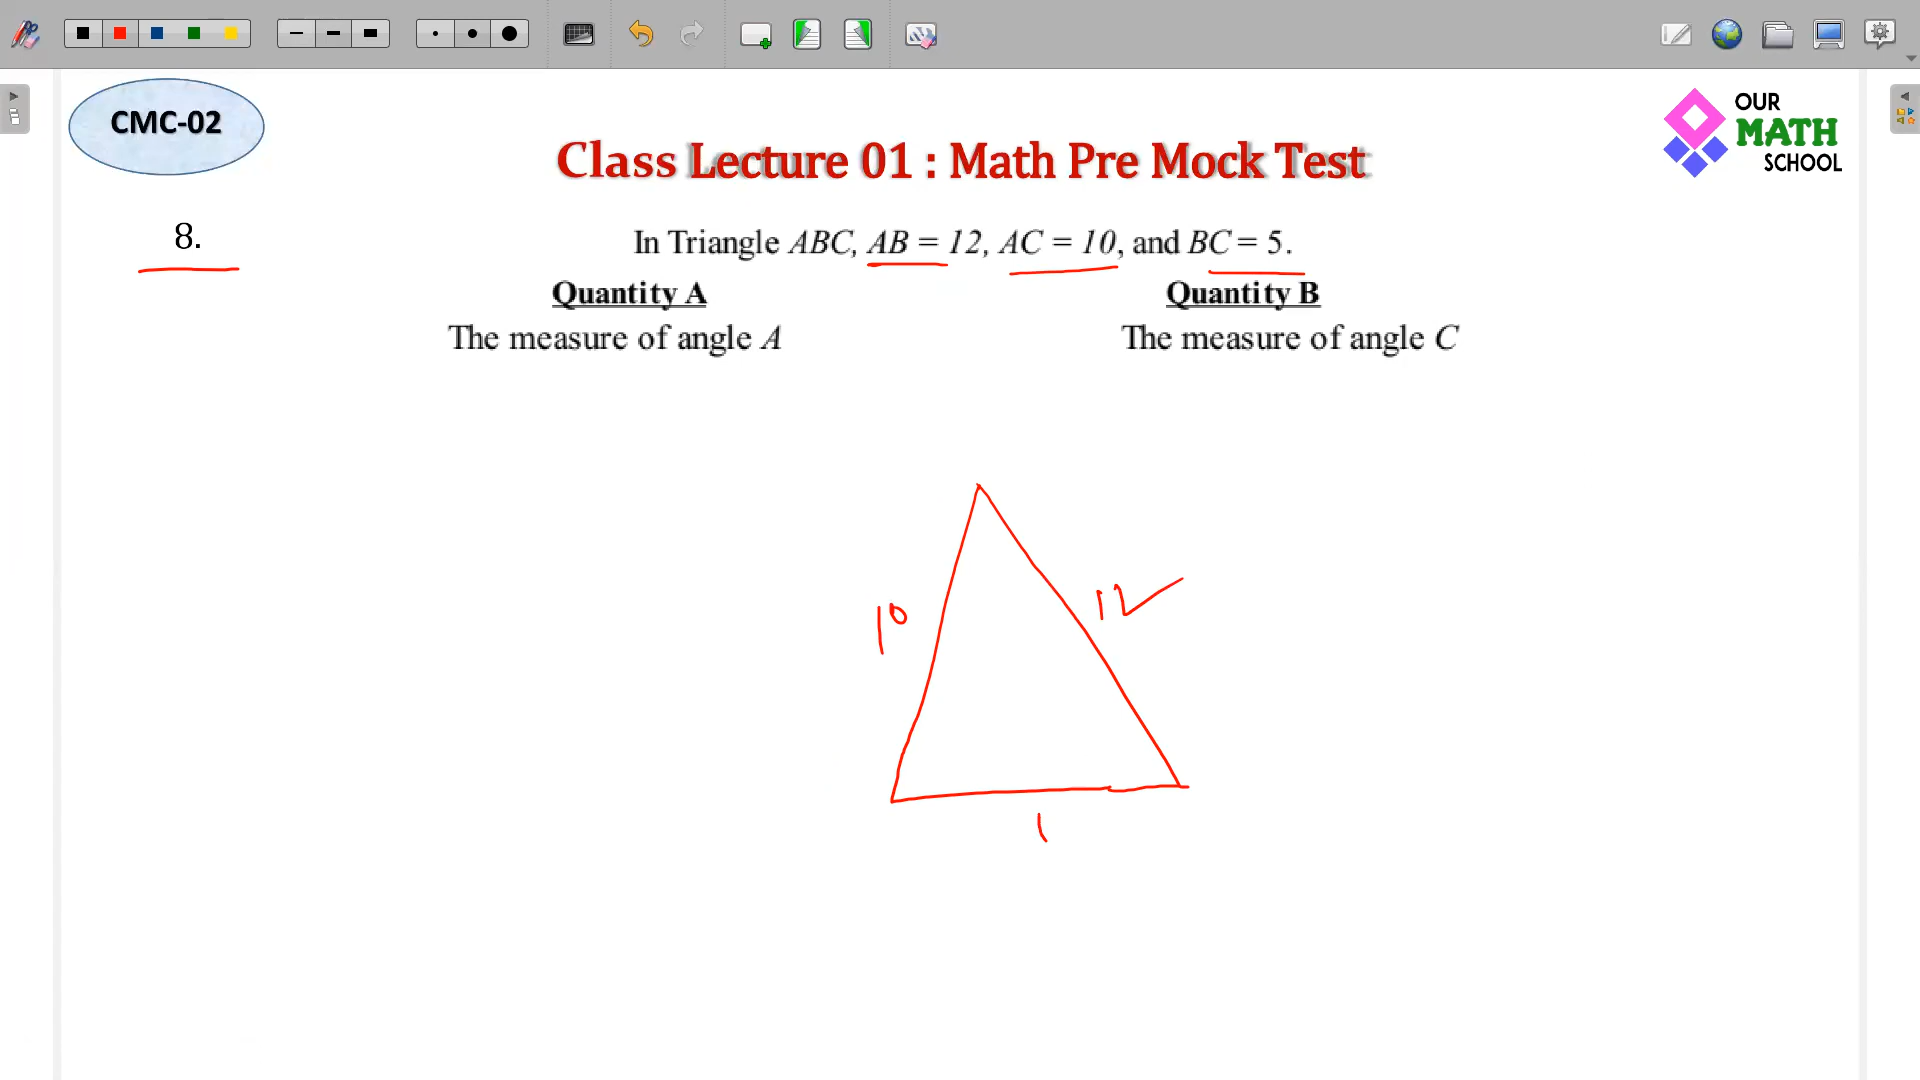 CMC-02
OUR
MATH
SCHOOL
Class Lecture 01 : Math Pre Mock Test
8.
In Triangle ABC, AB = 12, AC = 10, and BC = 5.
Quantity A Quantity B
The measure of angle A The measure of angle C
10 12